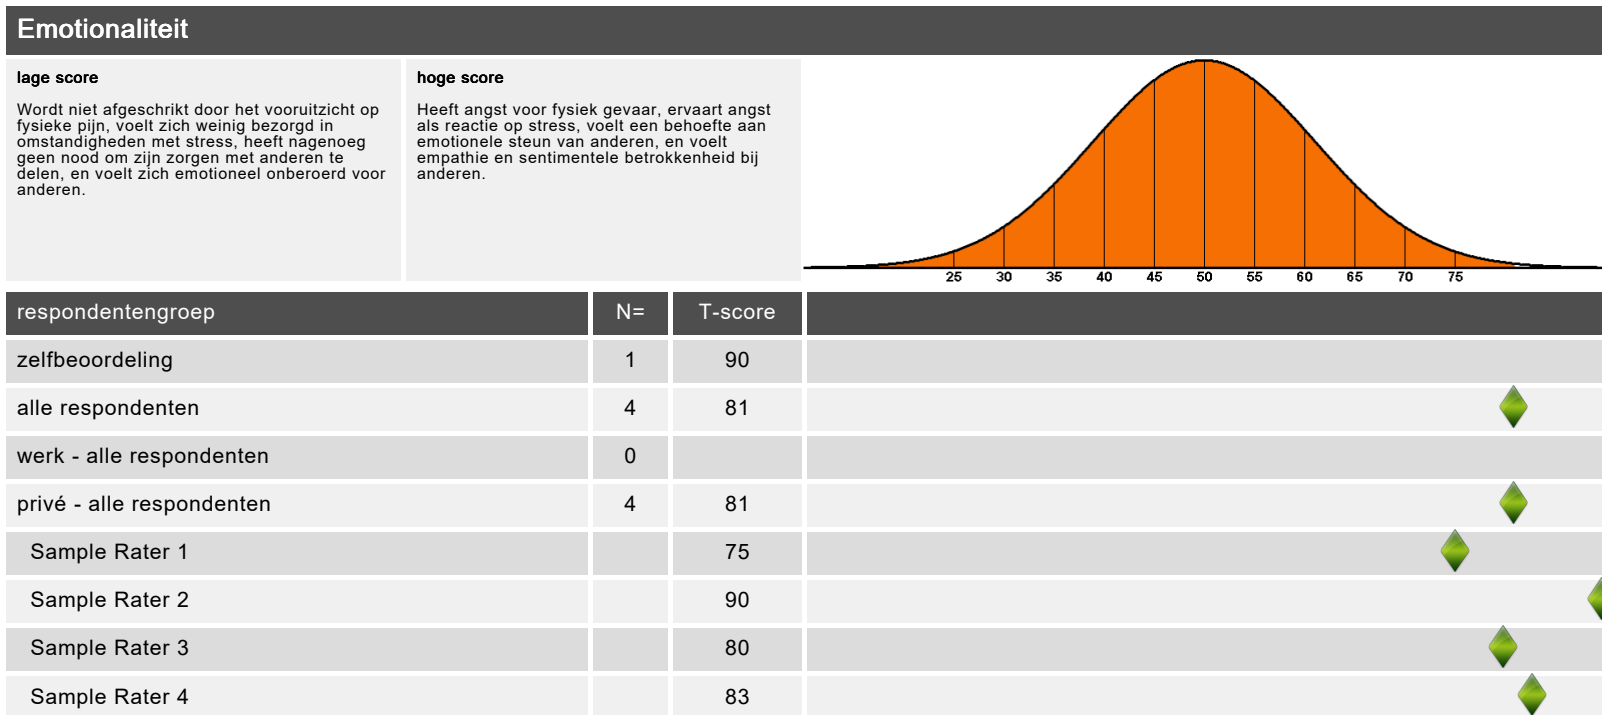 Emotionaliteit
lage score
Wordt niet afgeschrikt door het vooruitzicht op
fysieke pijn, voelt zich weinig bezorgd in
omstandigheden met stress, heeft nagenoeg
geen nood om zijn zorgen met anderen te
delen, en voelt zich emotioneel onberoerd voor
anderen.
hoge score
Heeft angst voor fysiek gevaar, ervaart angst
als reactie op stress, voelt een behoefte aan
emotionele steun van anderen, en voelt
empathie en sentimentele betrokkenheid bij
anderen.
25 30 35 40 45 50 55 60 65 70 75
respondentengroep N= T-score
zelfbeoordeling 1 90
alle respondenten 4 81
werk - alle respondenten 0
privé - alle respondenten 4 81
Sample Rater 1 75
Sample Rater 2 90
Sample Rater 3 80
Sample Rater 4 83